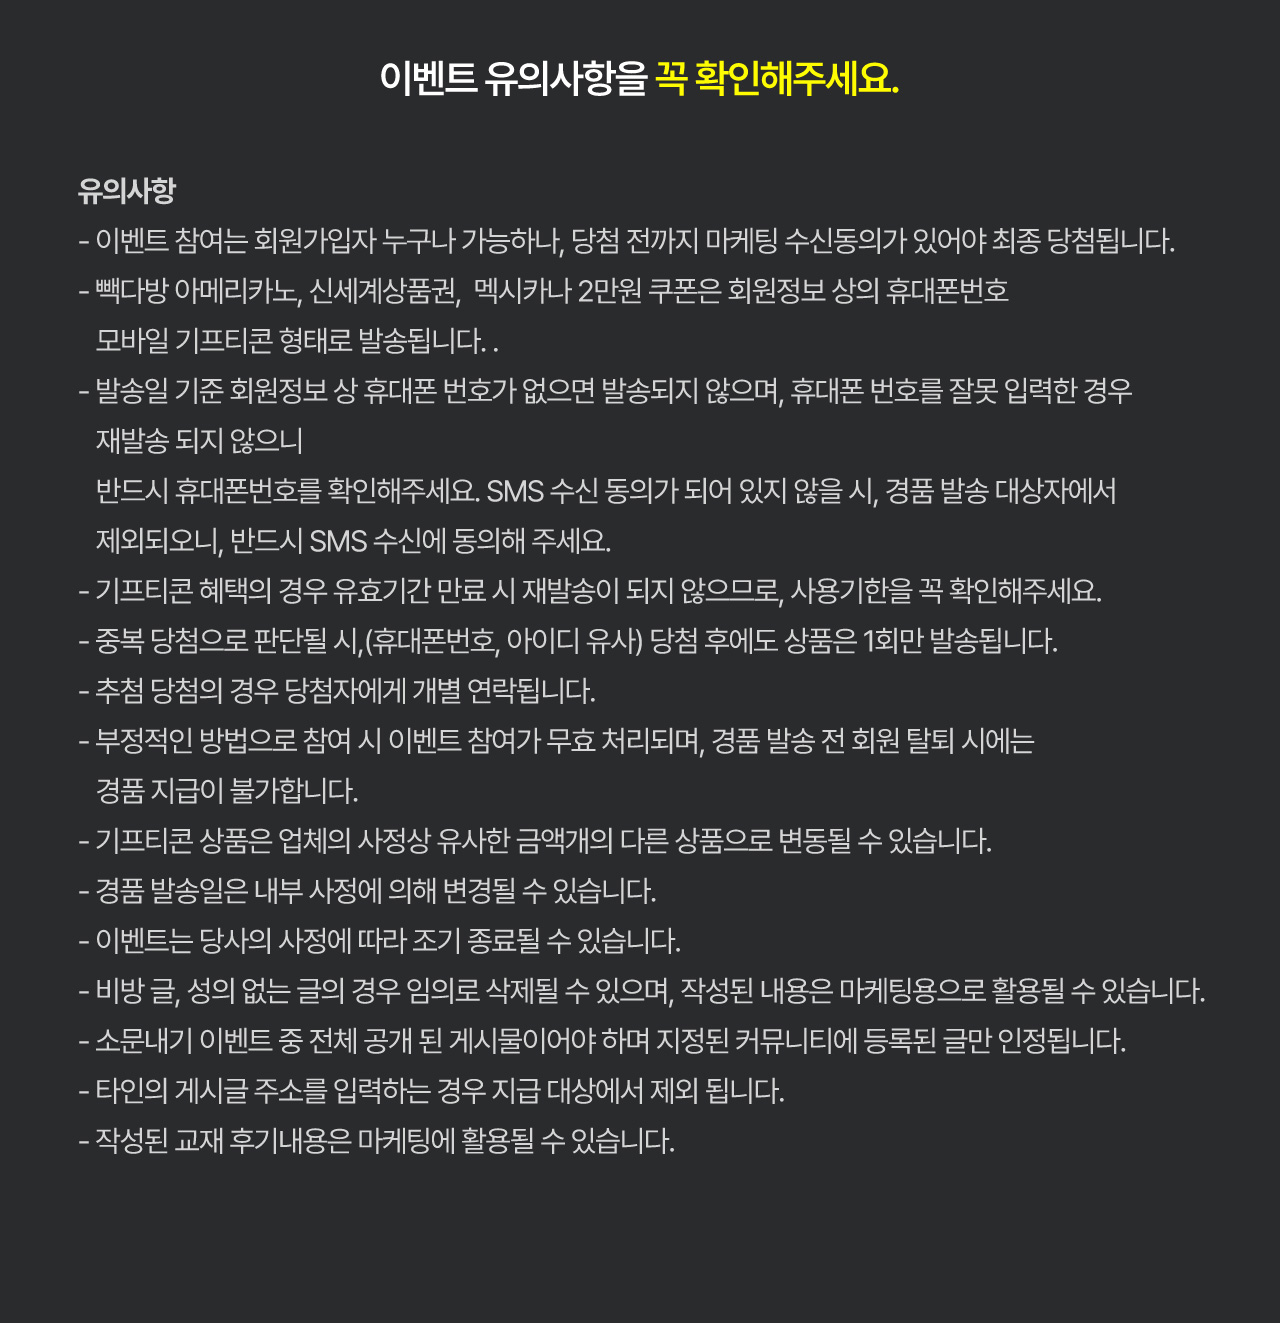 이벤트 유의사항을 꼭 확인해주세요.
유의사항
- 이벤트 참여는 회원가입자 누구나 가능하나, 당첨 전까지 마케팅 수신동의가 있어야 최종 당첨됩니다.
- 빽다방 아메리카노, 신세계상품권,  멕시카나 2만원 쿠폰은 회원정보 상의 휴대폰번호
모바일 기프티콘 형태로 발송됩니다. .
- 발송일 기준 회원정보 상 휴대폰 번호가 없으면 발송되지 않으며, 휴대폰 번호를 잘못 입력한 경우
재발송 되지 않으니
반드시 휴대폰번호를 확인해주세요. SMS 수신 동의가 되어 있지 않을 시, 경품 발송 대상자에서
제외되오니, 반드시 SMS 수신에 동의해 주세요.
- 기프티콘 혜택의 경우 유효기간 만료 시 재발송이 되지 않으므로, 사용기한을 꼭 확인해주세요.
- 중복 당첨으로 판단될 시,(휴대폰번호, 아이디 유사) 당첨 후에도 상품은 1회만 발송됩니다.
- 추첨 당첨의 경우 당첨자에게 개별 연락됩니다.
- 부정적인 방법으로 참여 시 이벤트 참여가 무효 처리되며, 경품 발송 전 회원 탈퇴 시에는
경품 지급이 불가합니다.
- 기프티콘 상품은 업체의 사정상 유사한 금액개의 다른 상품으로 변동될 수 있습니다.
- 경품 발송일은 내부 사정에 의해 변경될 수 있습니다.
- 이벤트는 당사의 사정에 따라 조기 종료될 수 있습니다.
- 비방 글, 성의 없는 글의 경우 임의로 삭제될 수 있으며, 작성된 내용은 마케팅용으로 활용될 수 있습니다.
- 소문내기 이벤트 중 전체 공개 된 게시물이어야 하며 지정된 커뮤니티에 등록된 글만 인정됩니다.
- 타인의 게시글 주소를 입력하는 경우 지급 대상에서 제외 됩니다.
- 작성된 교재 후기내용은 마케팅에 활용될 수 있습니다.